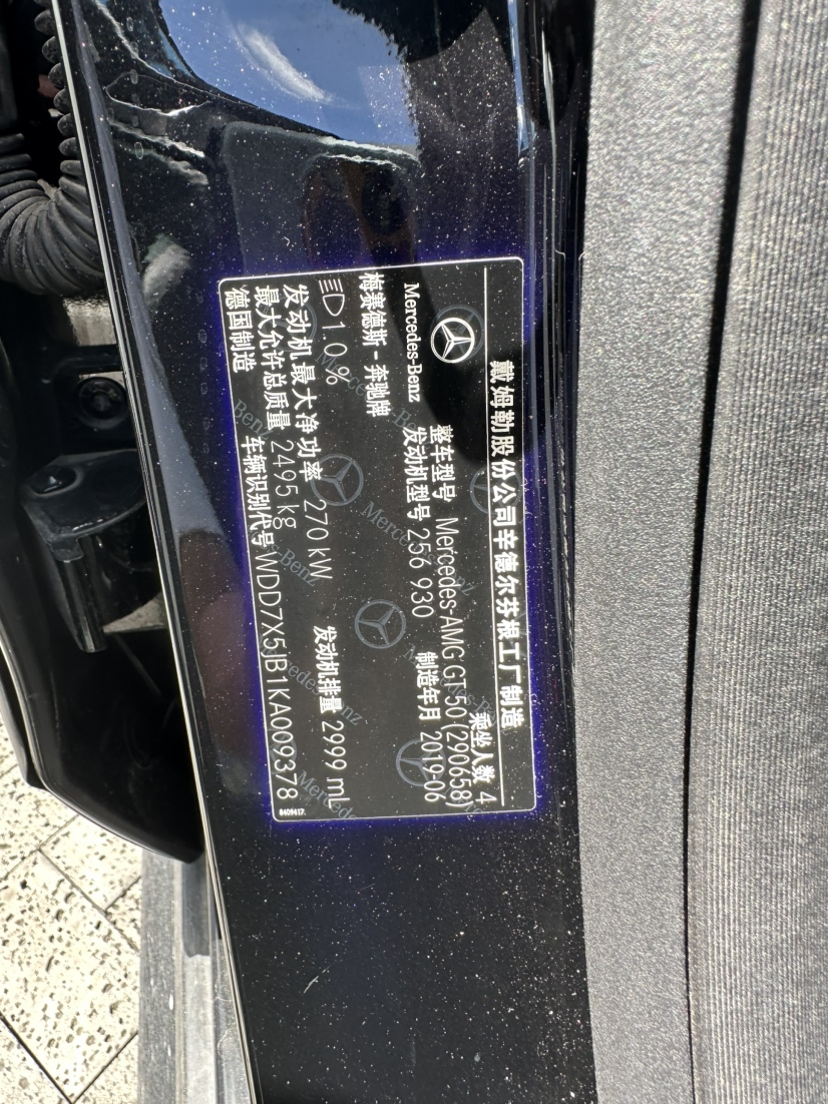 戴姆勒股份公司辛德尔芬根工厂制造
乘坐人数 4
整车型号 Mercedes-AMG GT 50 (290658)
Mercedes-Benz 发动机型号 256 930 制造年月 2019-06
梅赛德斯-奔驰牌
1.0%
发动机最大净功率 270 kW 发动机排量 2999 mL
最大允许总质量 2495 kg
德国制造 车辆识别代号 WDD7X5JB1KA009378